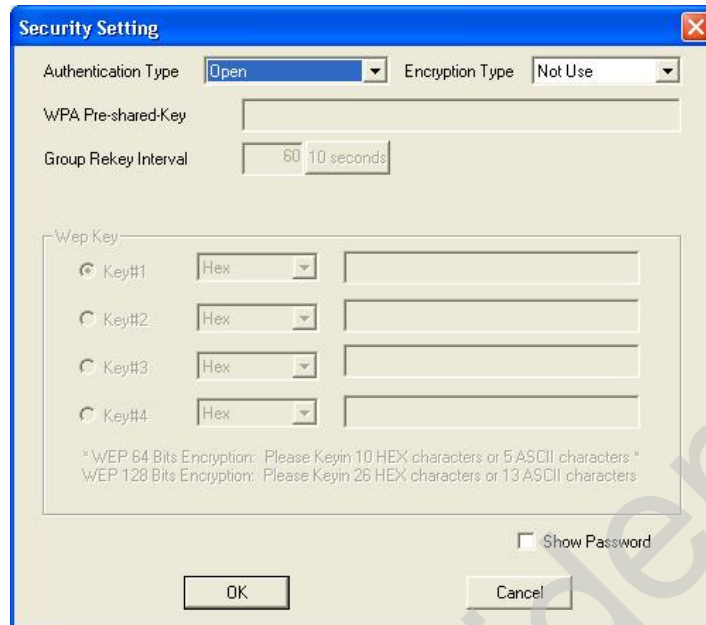 Security Setting
Authentication Type Open Encryption Type Not Use
WPA Pre-shared-Key
Group Rekey Interval 60 10 seconds
Wep Key
Key#1 Hex
Key#2 Hex
Key#3 Hex
Key#4 Hex
* WEP 64 Bits Encryption: Please Keyin 10 HEX characters or 5 ASCII characters *
WEP 128 Bits Encryption: Please Keyin 26 HEX characters or 13 ASCII characters
Show Password
OK Cancel